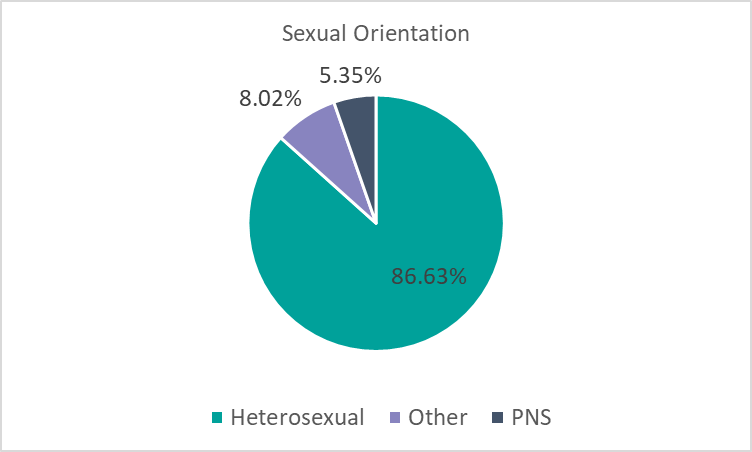 Sexual Orientation
5.35%
8.02%
86.63%
Heterosexual Other PNS